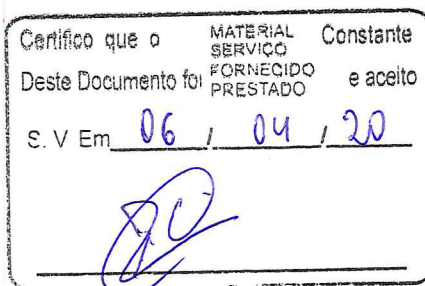 Certifico que o MATERIAL SERVIÇO Constante
Deste Documento foi FORNECIDO PRESTADO e aceito
S. V Em 06 / 04 / 20